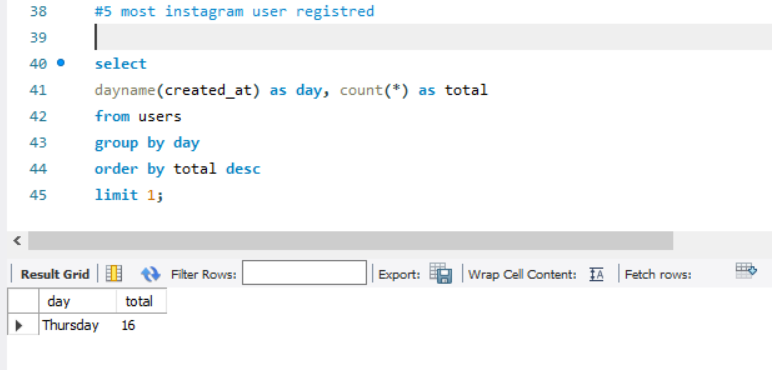 38 #5 most instagram user registred
39
40 select
41 dayname(created_at) as day, count(*) as total
42 from users
43 group by day
44 order by total desc
45 limit 1;
Result Grid Filter Rows: Export: Wrap Cell Content: IA Fetch rows:
day total
Thursday 16